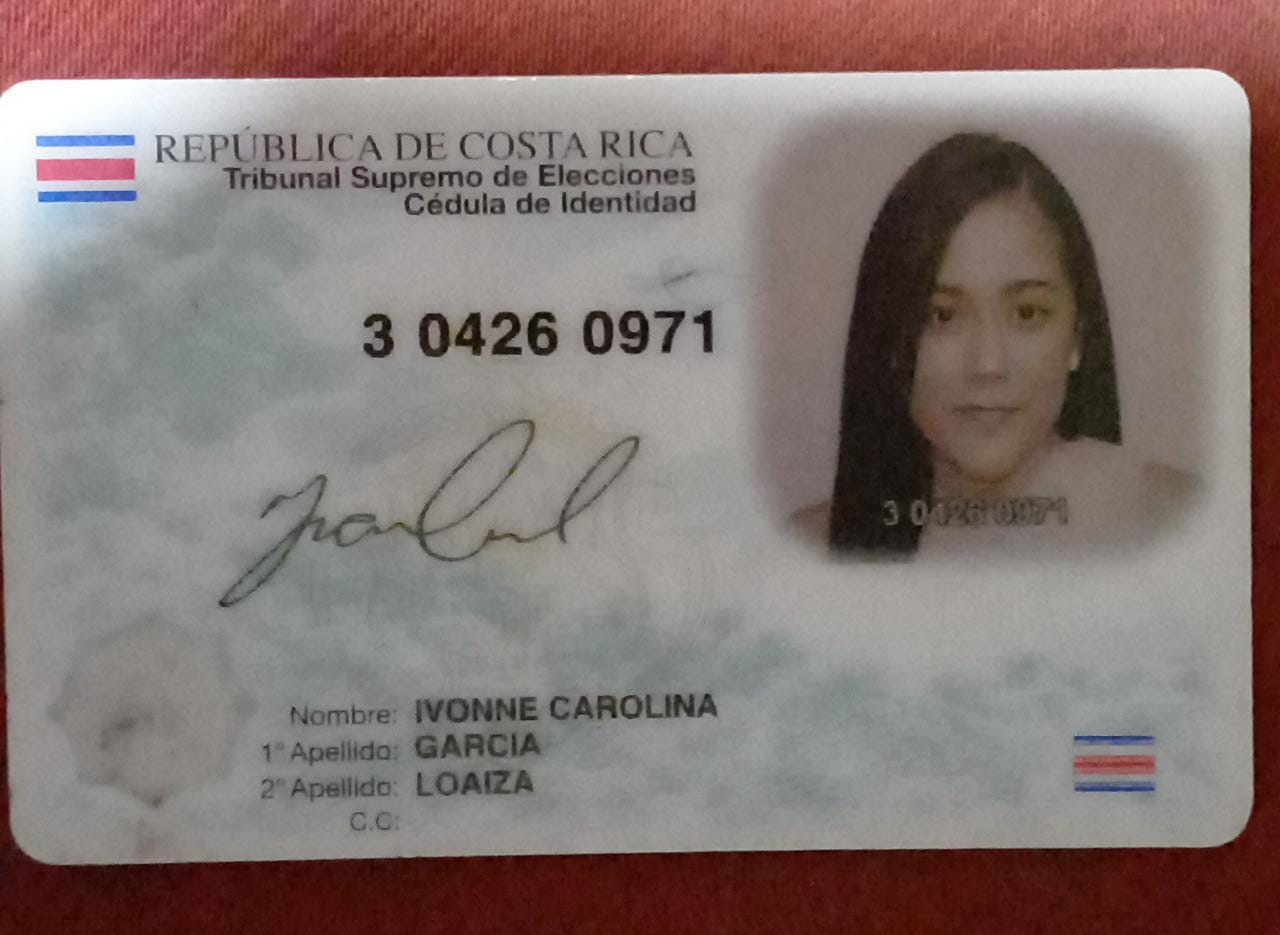 REPÚBLICA DE COSTA RICA
Tribunal Supremo de Elecciones
Cédula de Identidad
3 0426 0971
3 0426 0971
Nombre: IVONNE CAROLINA
1° Apellido: GARCIA
2° Apellido: LOAIZA
C.C: